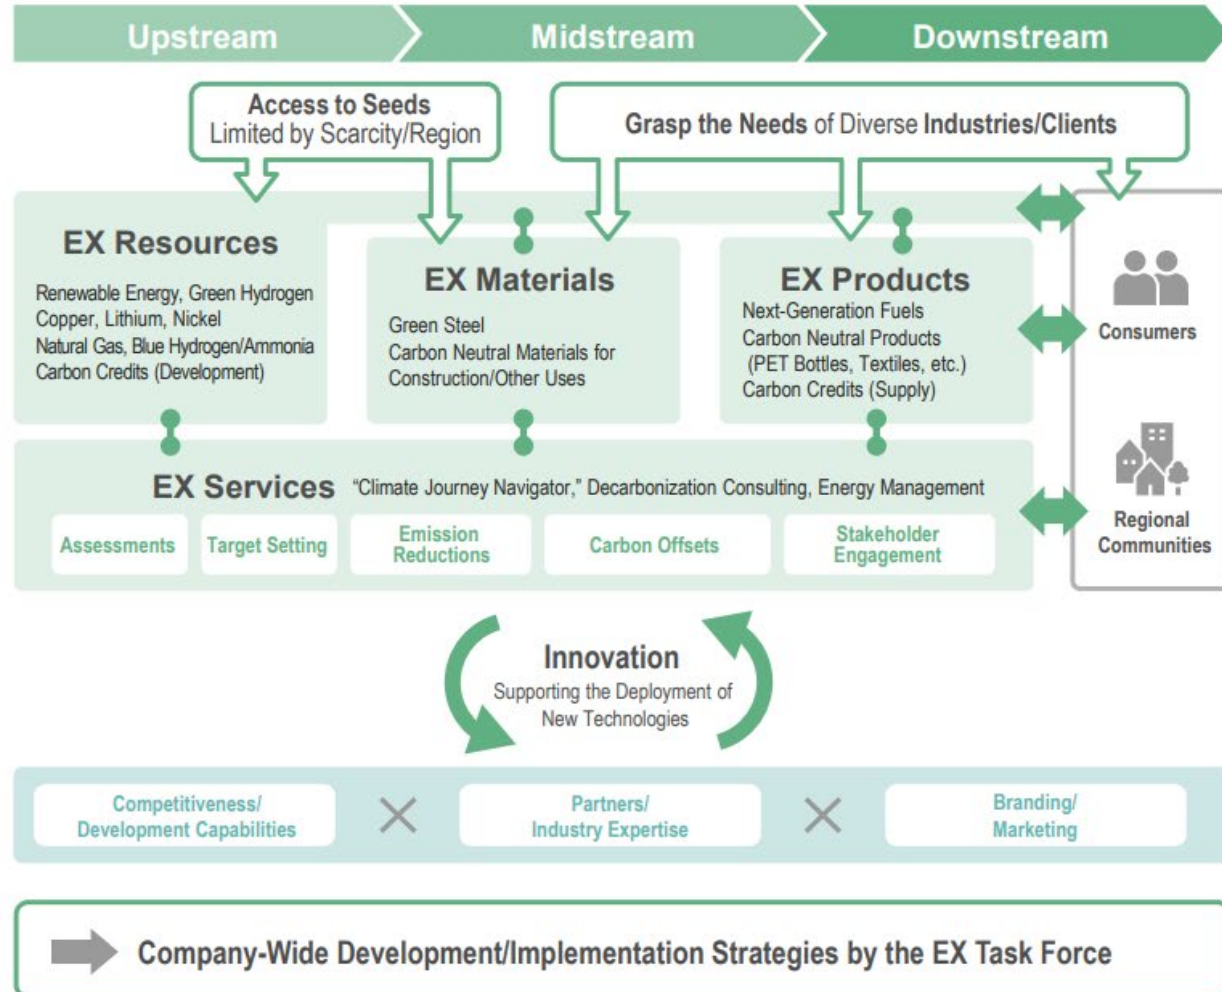 Upstream
Midstream
Downstream
Access to Seeds
Limited by Scarcity/Region
Grasp the Needs of Diverse Industries/Clients
EX Resources
Renewable Energy, Green Hydrogen
Copper, Lithium, Nickel
Natural Gas, Blue Hydrogen/Ammonia
Carbon Credits (Development)
EX Materials
Green Steel
Carbon Neutral Materials for
Construction/Other Uses
EX Products
Next-Generation Fuels
Carbon Neutral Products
(PET Bottles, Textiles, etc.)
Carbon Credits (Supply)
Consumers
Regional
Communities
EX Services “Climate Journey Navigator,” Decarbonization Consulting, Energy Management
Assessments
Target Setting
Emission
Reductions
Carbon Offsets
Stakeholder
Engagement
Innovation
Supporting the Deployment of
New Technologies
Competitiveness/
Development Capabilities
Partners/
Industry Expertise
Branding/
Marketing
Company-Wide Development/Implementation Strategies by the EX Task Force